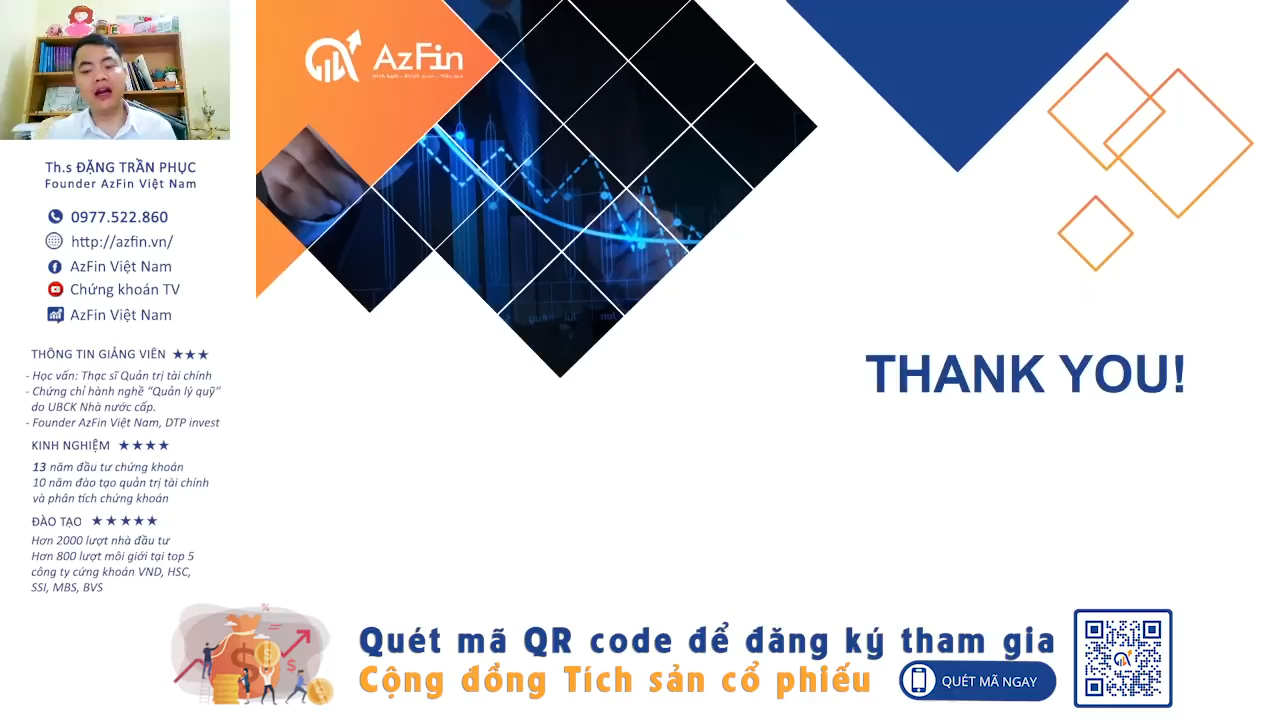 Th.s ĐẶNG TRẦN PHỤC
Founder AzFin Việt Nam
0977.522.860
http://azfin.vn/
AzFin Việt Nam
Chứng khoán TV
AzFin Việt Nam
THÔNG TIN GIẢNG VIÊN ★★★
- Học vấn: Thạc sĩ Quản trị tài chính
- Chứng chỉ hành nghề “Quản lý quỹ”
do UBCK Nhà nước cấp.
- Founder AzFin Việt Nam, DTP invest
KINH NGHIỆM ★★★★
13 năm đầu tư chứng khoán
10 năm đào tạo quản trị tài chính
và phân tích chứng khoán
ĐÀO TẠO ★★★★★
Hơn 2000 lượt nhà đầu tư
Hơn 800 lượt môi giới tại top 5
công ty cứng khoán VND, HSC,
SSI, MBS, BVS
AzFin
THANK YOU!
Quét mã QR code để đăng ký tham gia
Cộng đồng Tích sản cổ phiếu
QUÉT MÃ NGAY